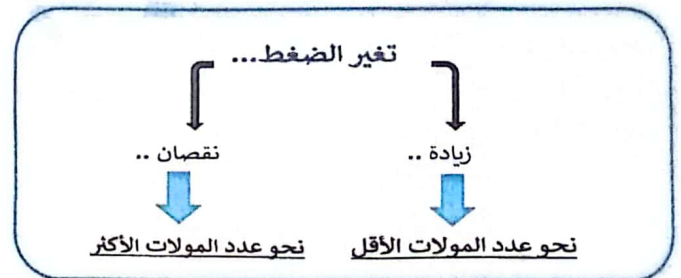 تغير الضغط...
زيادة ..
نقصان ..
نحو عدد المولات الأقل
نحو عدد المولات الأكثر